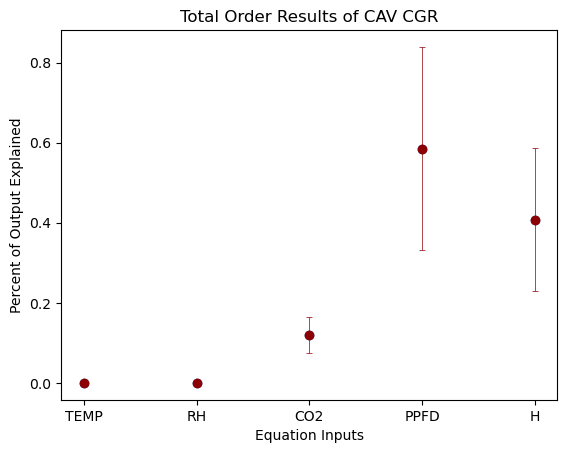 Total Order Results of CAV CGR
Percent of Output Explained
0.8
0.6
0.4
0.2
0.0
TEMP RH CO2 PPFD H
Equation Inputs